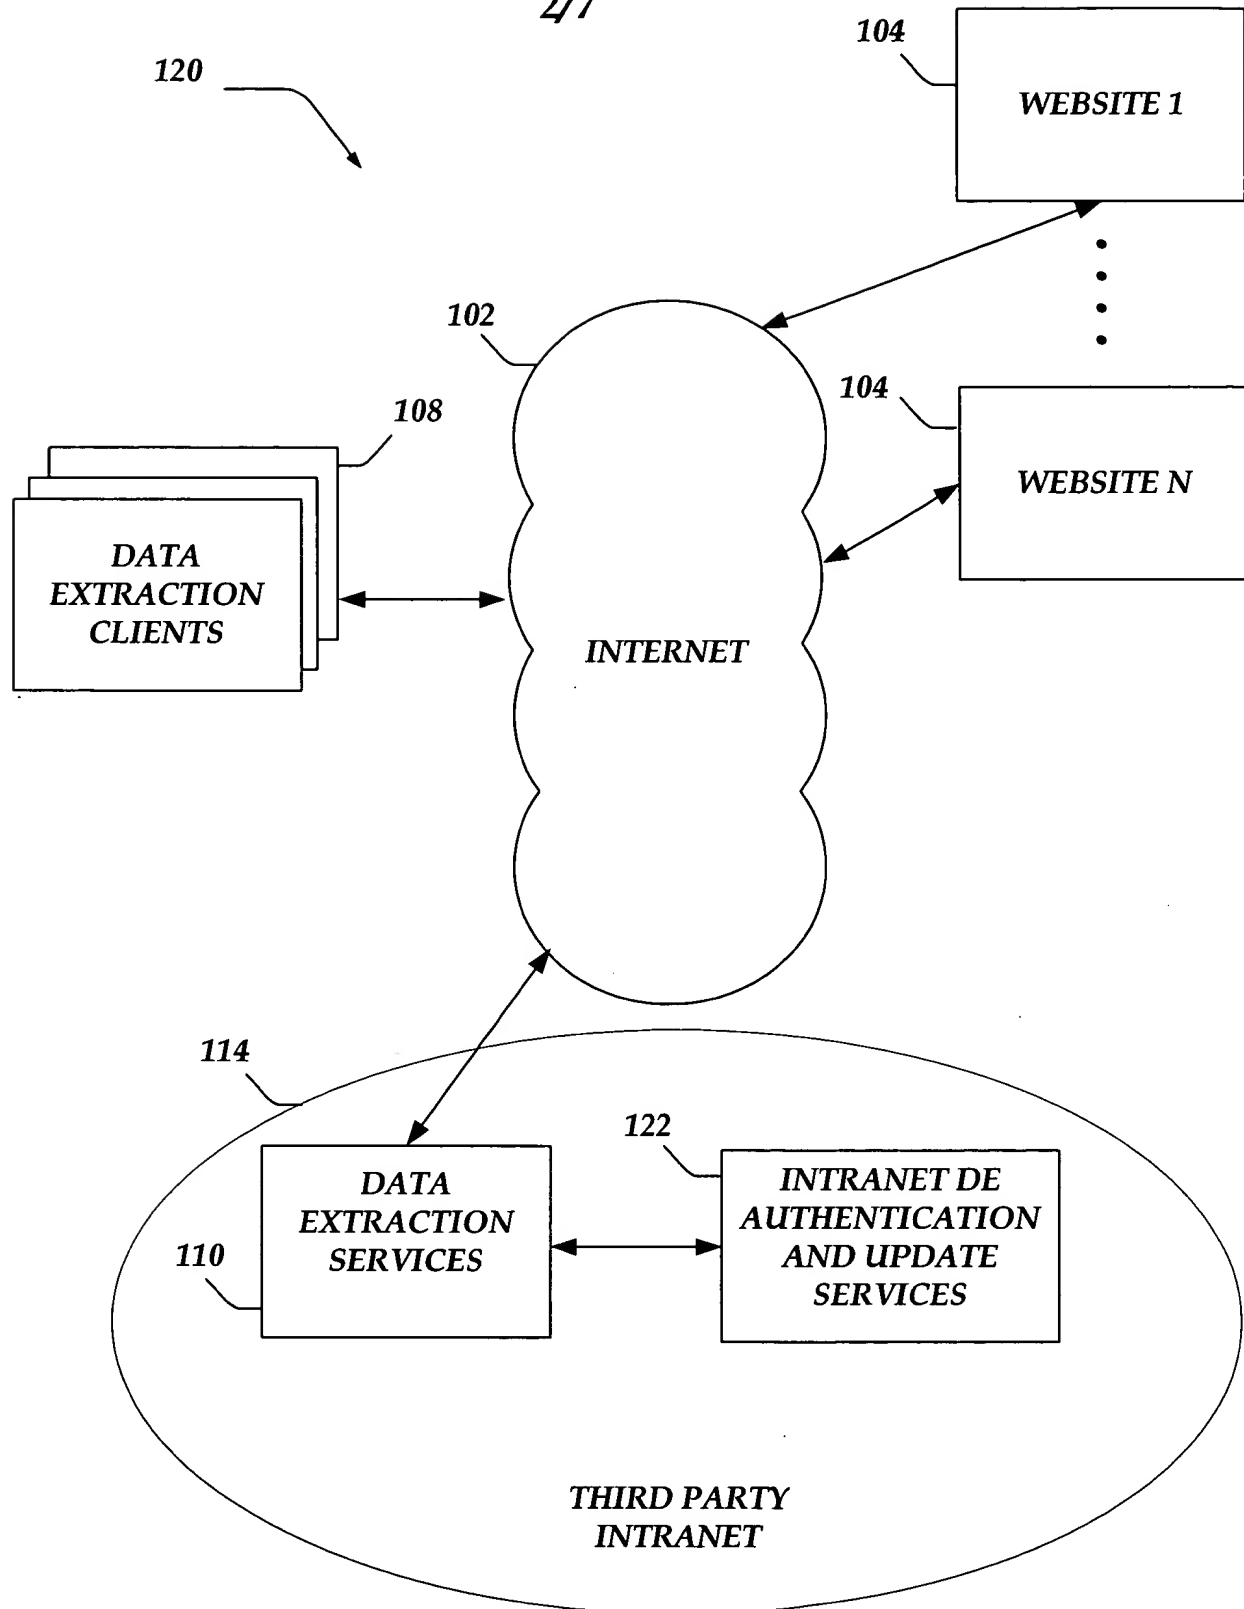 2/7
104
120
WEBSITE 1
102
104
108
WEBSITE N
DATA
EXTRACTION
CLIENTS
INTERNET
114
122
DATA
EXTRACTION
SERVICES
INTRANET DE
AUTHENTICATION
AND UPDATE
SERVICES
110
THIRD PARTY
INTRANET